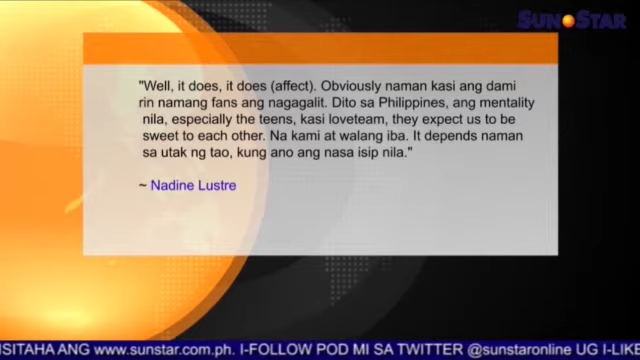 SUN STAR
"Well, it does, it does (affect). Obviously naman kasi ang dami
rin namang fans ang nagagalit. Dito sa Philippines, ang mentality
nila, especially the teens, kasi loveteam, they expect us to be
sweet to each other. Na kami at walang iba. It depends naman
sa utak ng tao, kung ano ang nasa isip nila."
~ Nadine Lustre
ISITAHA ANG www.sunstar.com.ph. I-FOLLOW POD MI SA TWITTER @sunstaronline UG I-LIKE